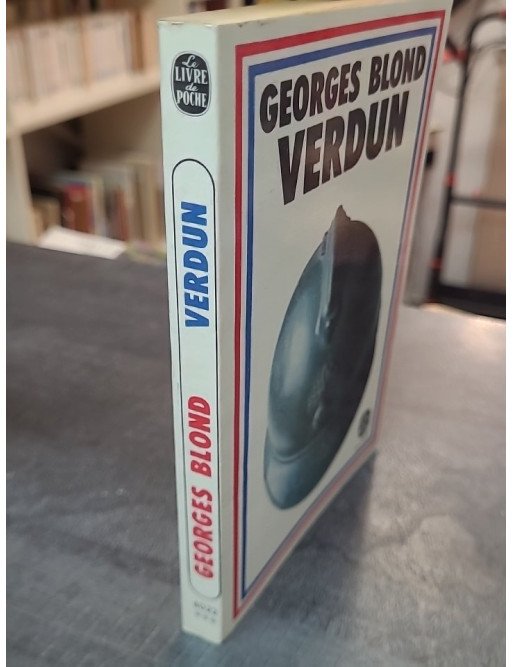 Le
LIVRE
de
POCHE
VERDUN
GEORGES BLOND
GEORGES BLOND
VERDUN